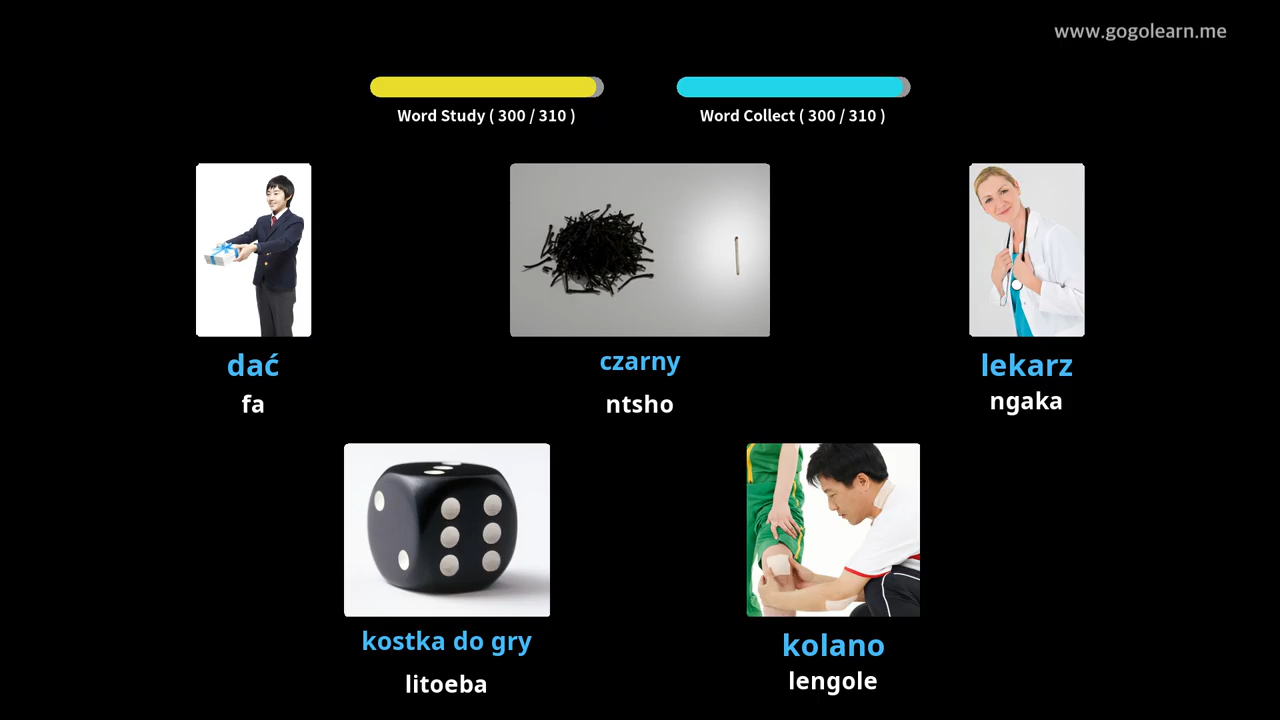 www.gogolearn.me
Word Study ( 300 / 310 )
Word Collect ( 300 / 310 )
dać
czarny
lekarz
fa
ntsho
ngaka
kostka do gry
kolano
litoeba
lengole